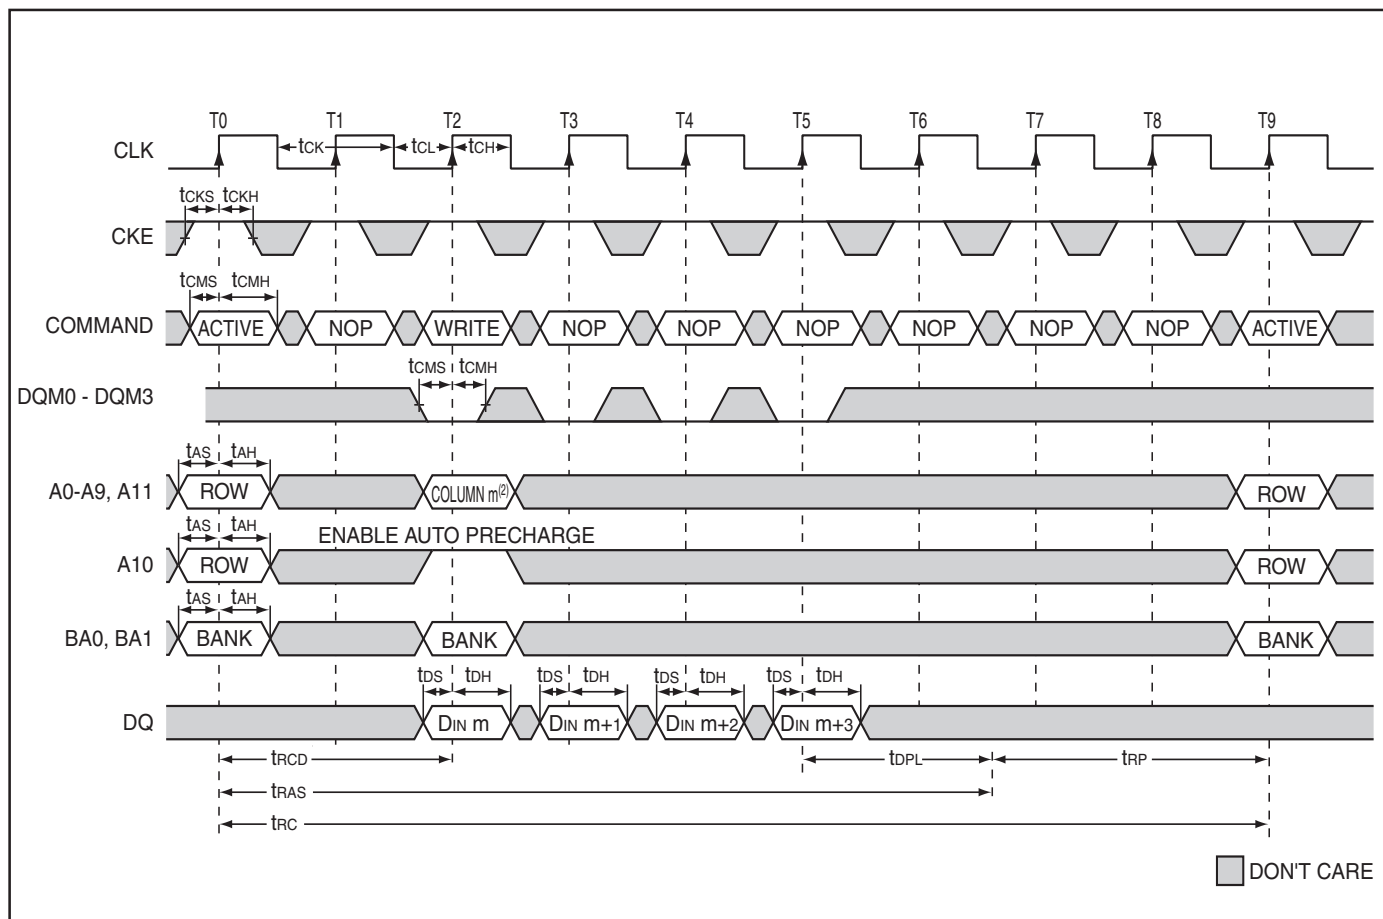 T0 T1 T2 T3 T4 T5 T6 T7 T8 T9
CLK tCK tCL tCH
tCKS tCKH
CKE
tCMS tCMH
COMMAND ACTIVE NOP WRITE NOP NOP NOP NOP NOP NOP ACTIVE
tCMS tCMH
DQM0 - DQM3
tAS tAH
A0-A9, A11 ROW COLUMN m(2) ROW
tAS tAH ENABLE AUTO PRECHARGE
A10 ROW ROW
tAS tAH
BA0, BA1 BANK BANK BANK
tDS tDH tDS tDH tDS tDH tDS tDH
DQ DIN m DIN m+1 DIN m+2 DIN m+3
tRCD tDPL tRP
tRAS
tRC
DON'T CARE